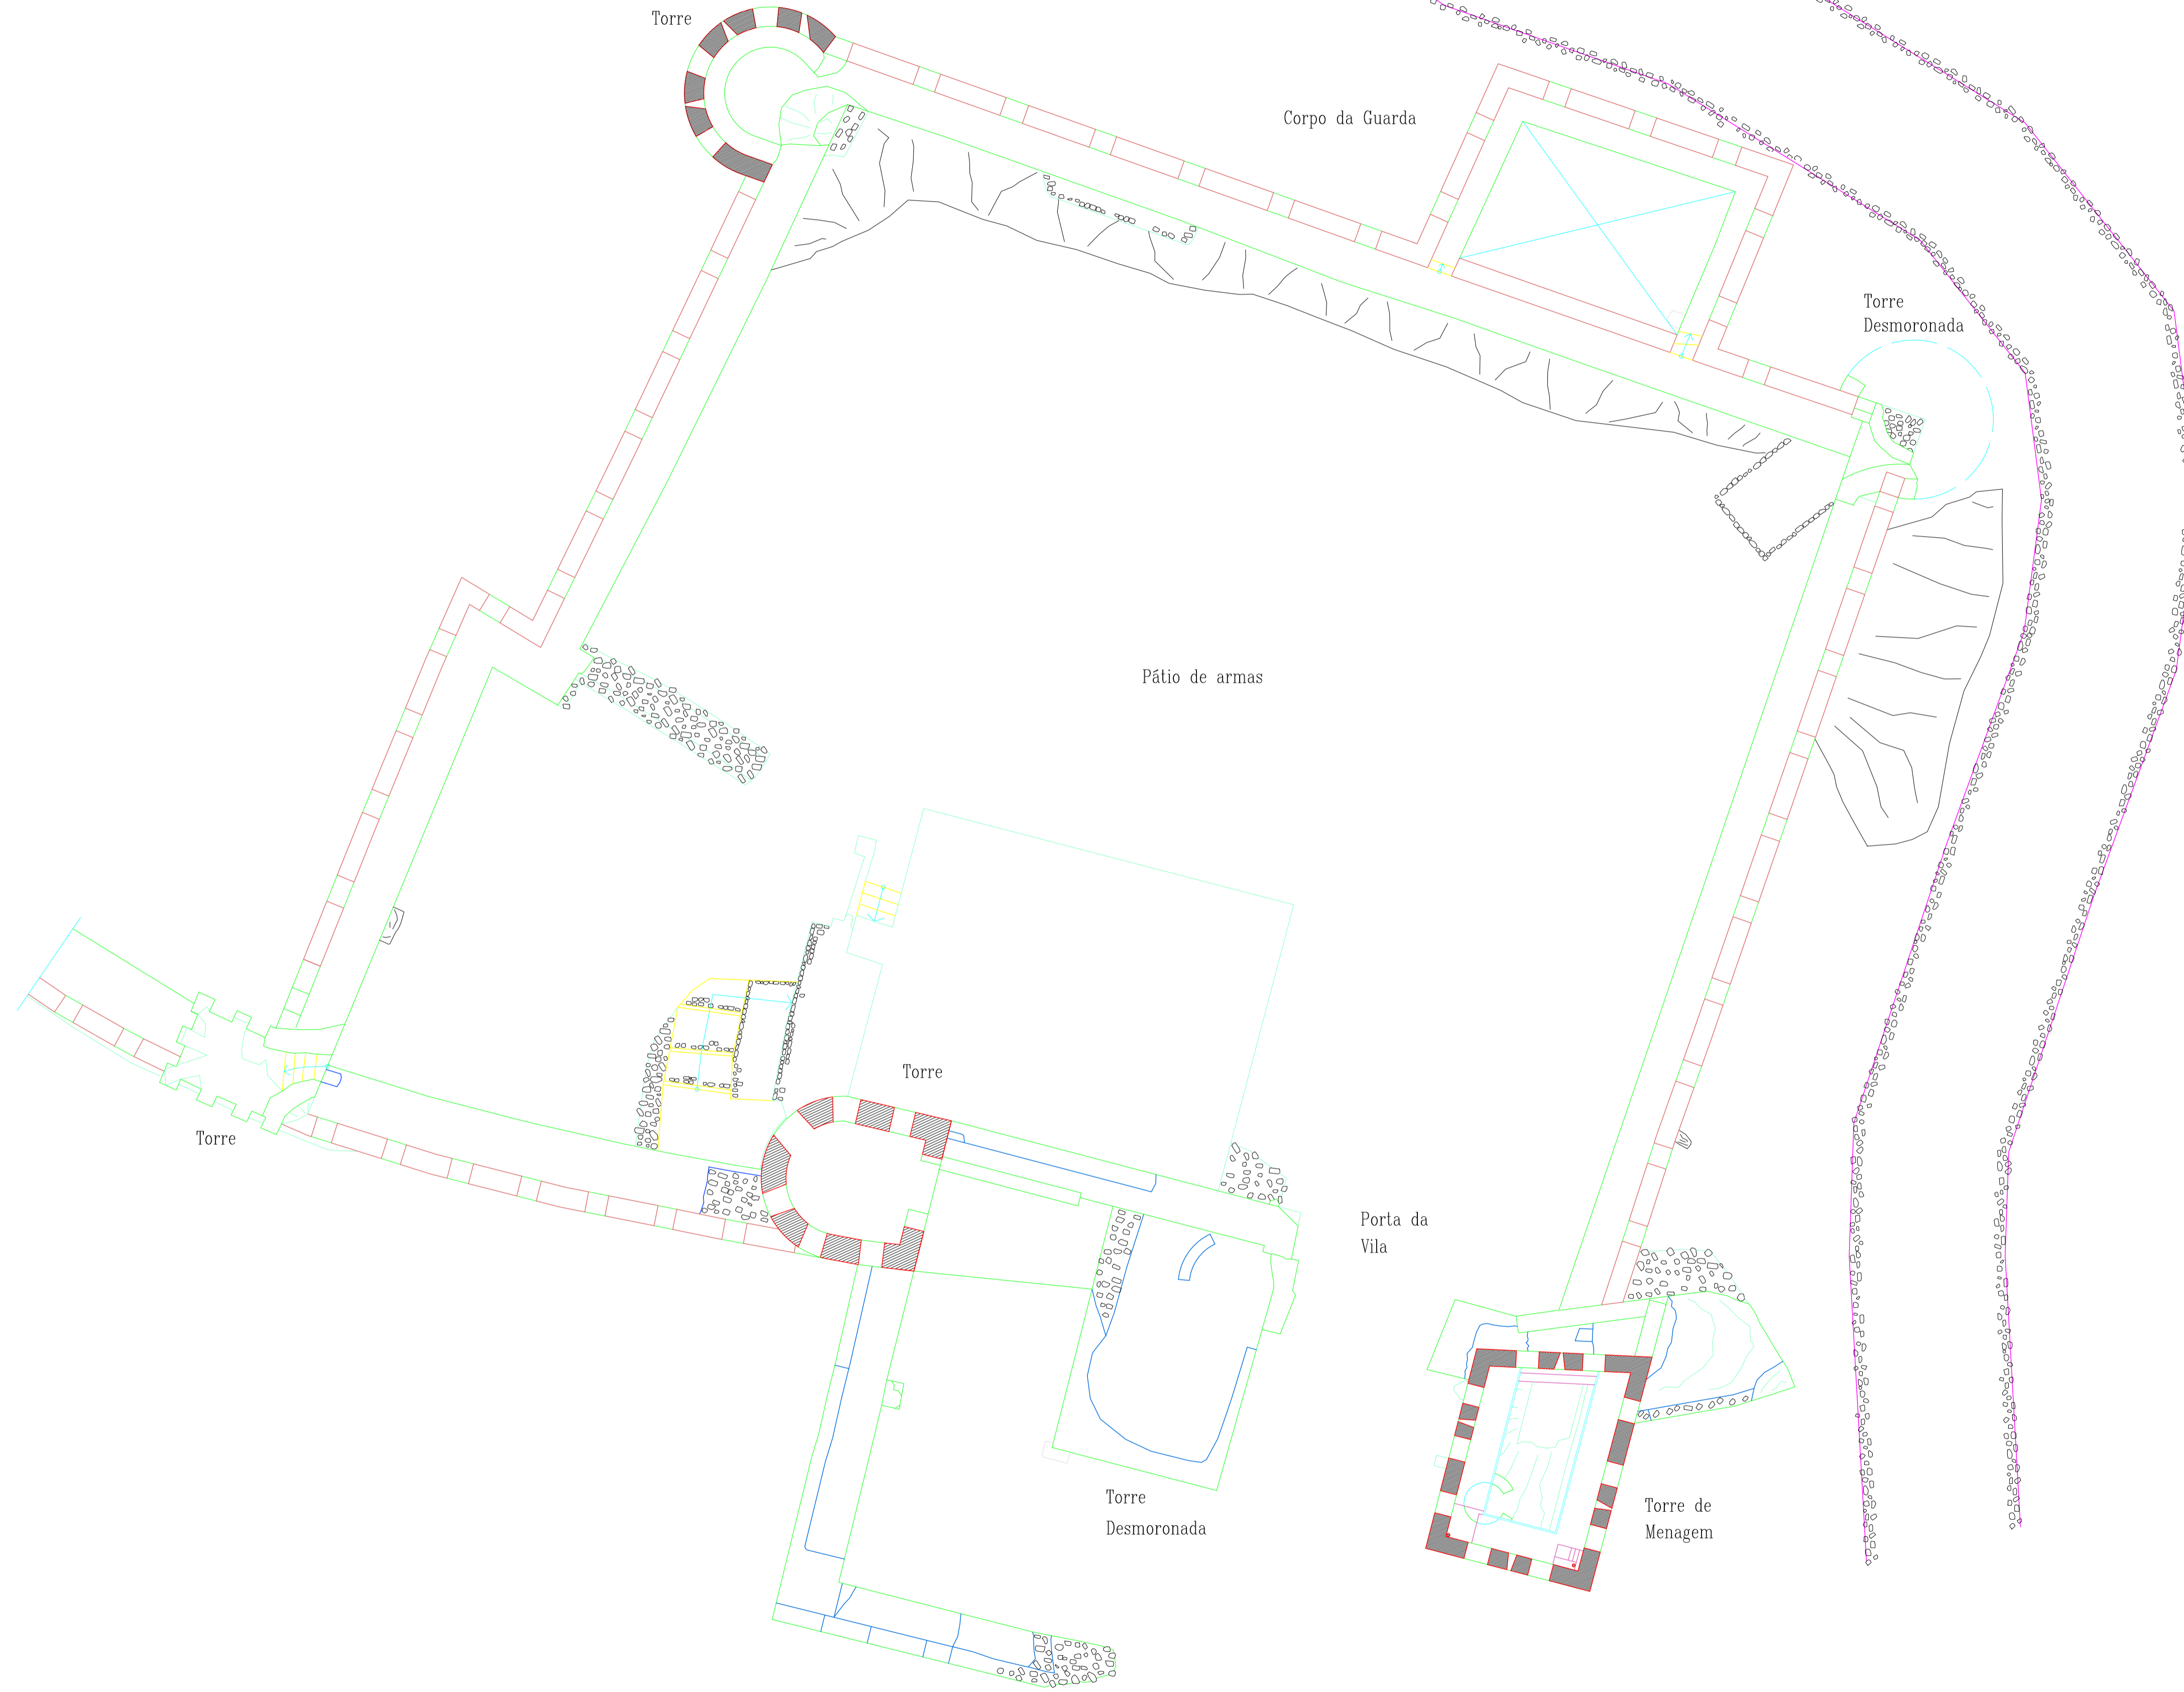 Torre
Corpo da Guarda
Torre
Desmoronada
Pátio de armas
Torre
Torre
Porta da
Vila
Torre
Desmoronada
Torre de
Menagem